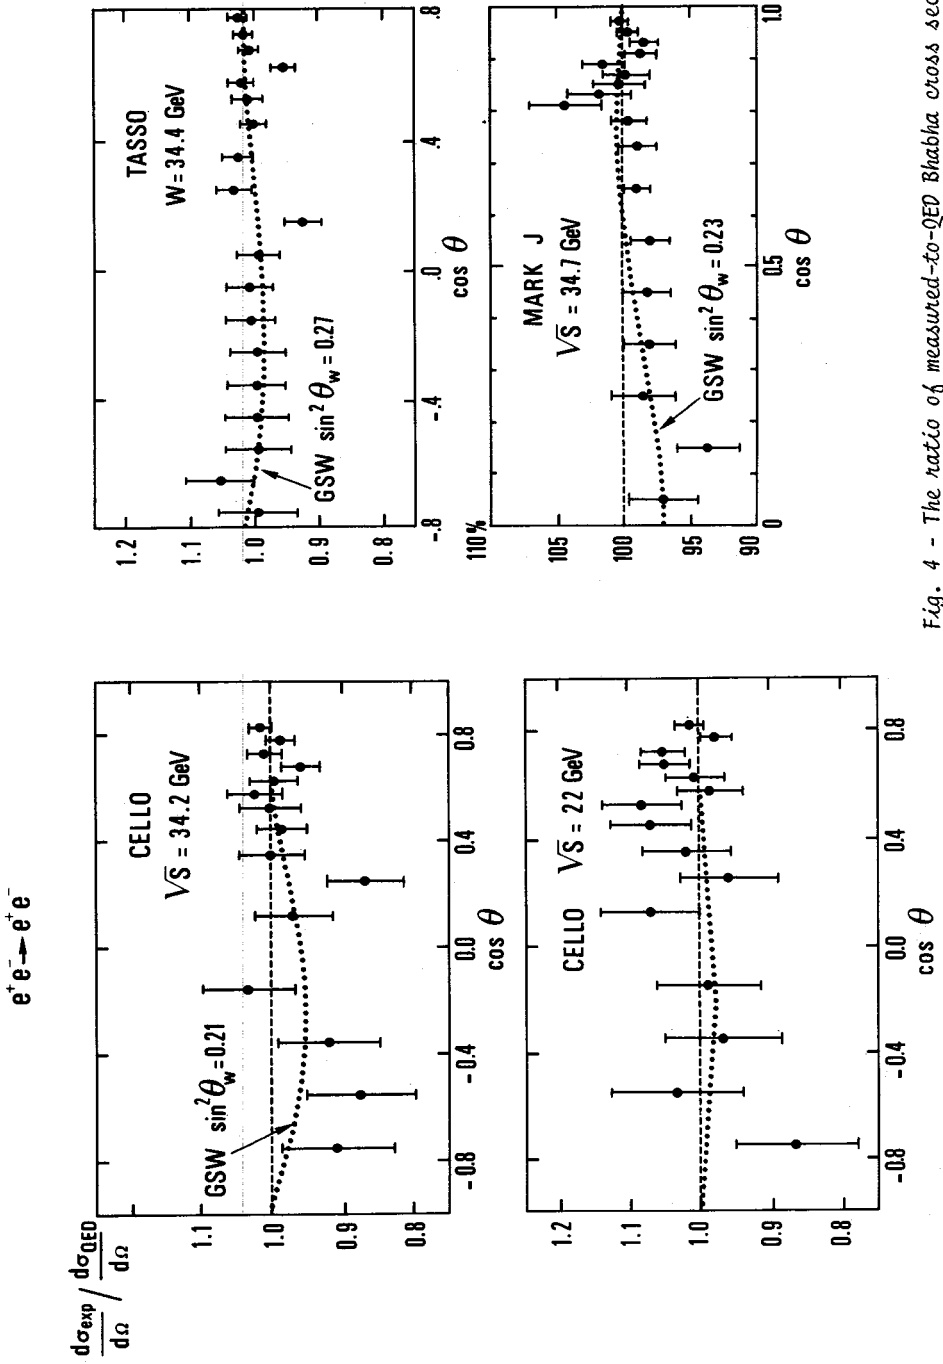 e⁺e⁻→e⁺e⁻
dσexp/dΩ / dσQED/dΩ
CELLO
√S = 34.2 GeV
GSW sin²θw = 0.21
1.1
1.0
0.9
0.8
-0.8
-0.4
0.0
0.4
0.8
cos θ
CELLO √S = 22 GeV
1.2
1.1
1.0
0.9
0.8
-0.8
-0.4
0.0
0.4
0.8
cos θ
TASSO
W = 34.4 GeV
GSW sin²θw = 0.27
1.2
1.1
1.0
0.9
0.8
-.8
-.4
.0
.4
.8
cos θ
MARK J
√S = 34.7 GeV
GSW sin²θw = 0.23
110%
105
100
95
90
0
0.5
1.0
cos θ
Fig. 4 - The ratio of measured-to-QED Bhabha cross